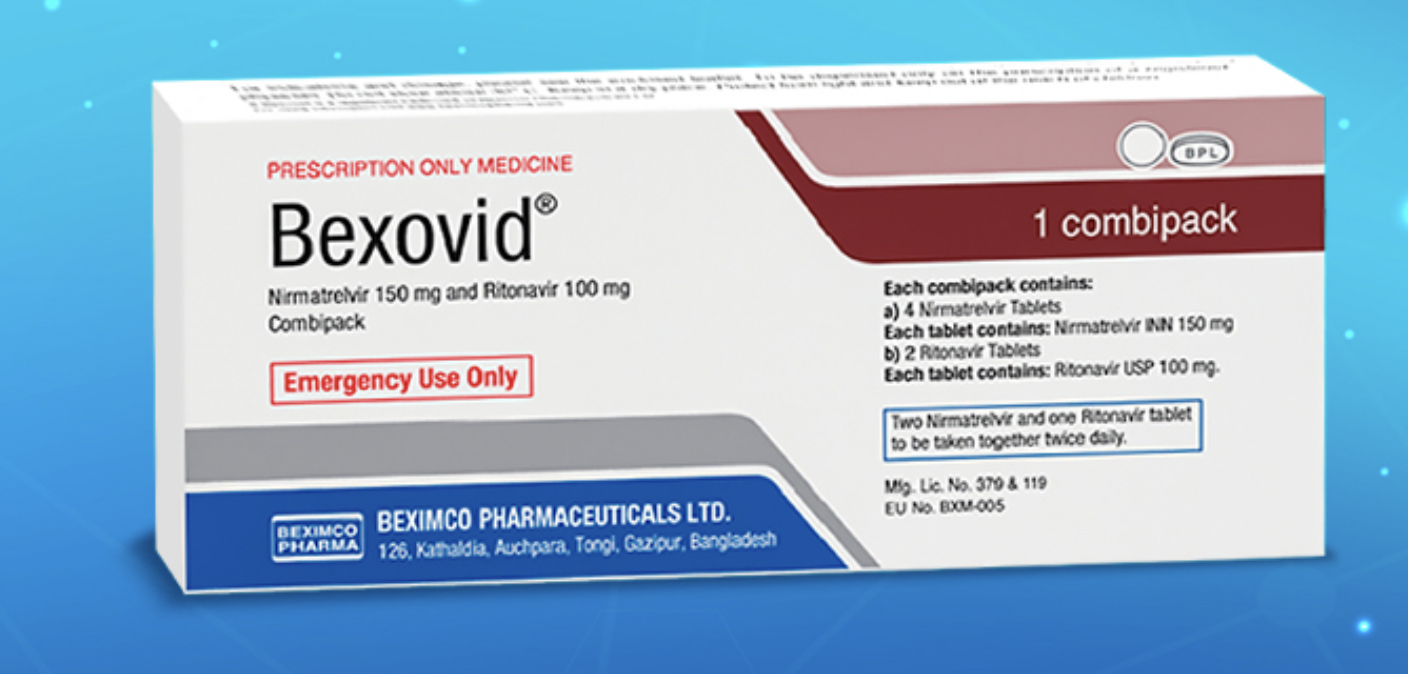 PRESCRIPTION ONLY MEDICINE
Bexovid®
Nirmatrelvir 150 mg and Ritonavir 100 mg
Combipack
Emergency Use Only
BEXIMCO
PHARMA
BEXIMCO PHARMACEUTICALS LTD.
126, Kathaldia, Auchpara, Tongi, Gazipur, Bangladesh
BPL
1 combipack
Each combipack contains:
a) 4 Nirmatrelvir Tablets
Each tablet contains: Nirmatrelvir INN 150 mg
b) 2 Ritonavir Tablets
Each tablet contains: Ritonavir USP 100 mg.
Two Nirmatrelvir and one Ritonavir tablet
to be taken together twice daily.
Mfg. Lic. No. 379 & 119
EU No. BXM-005